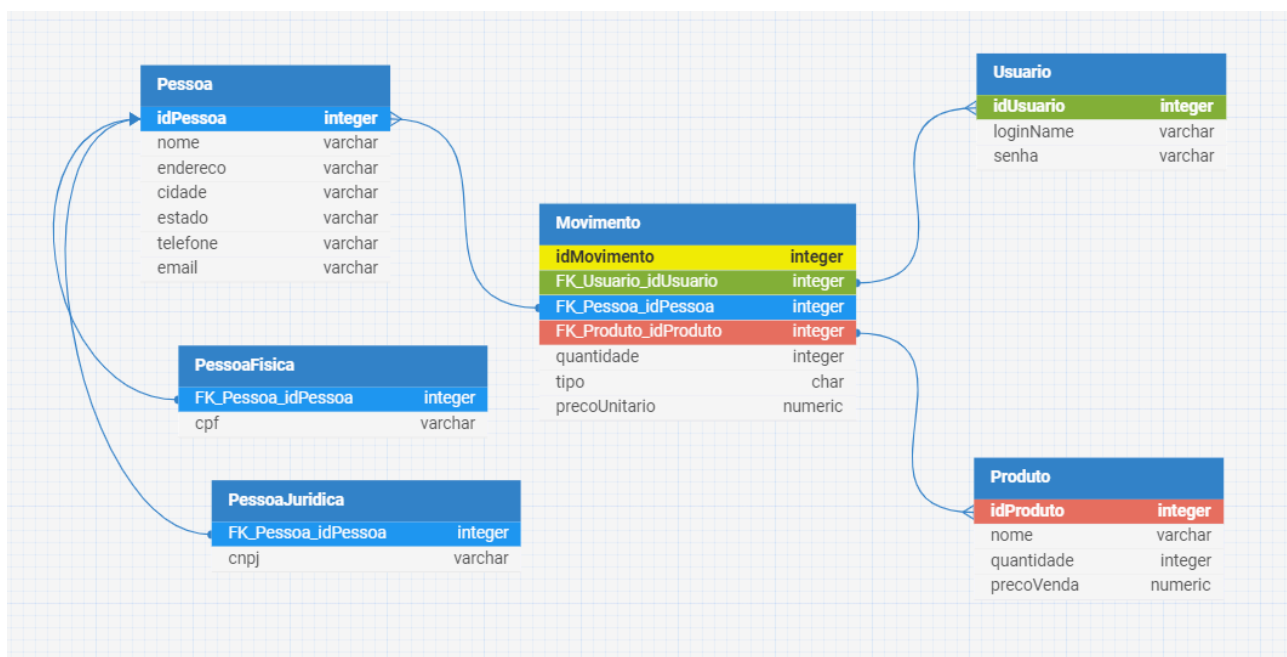 Pessoa
idPessoa integer
nome varchar
endereco varchar
cidade varchar
estado varchar
telefone varchar
email varchar
PessoaFisica
FK_Pessoa_idPessoa integer
cpf varchar
PessoaJuridica
FK_Pessoa_idPessoa integer
cnpj varchar
Movimento
idMovimento integer
FK_Usuario_idUsuario integer
FK_Pessoa_idPessoa integer
FK_Produto_idProduto integer
quantidade integer
tipo char
precoUnitario numeric
Usuario
idUsuario integer
loginName varchar
senha varchar
Produto
idProduto integer
nome varchar
quantidade integer
precoVenda numeric